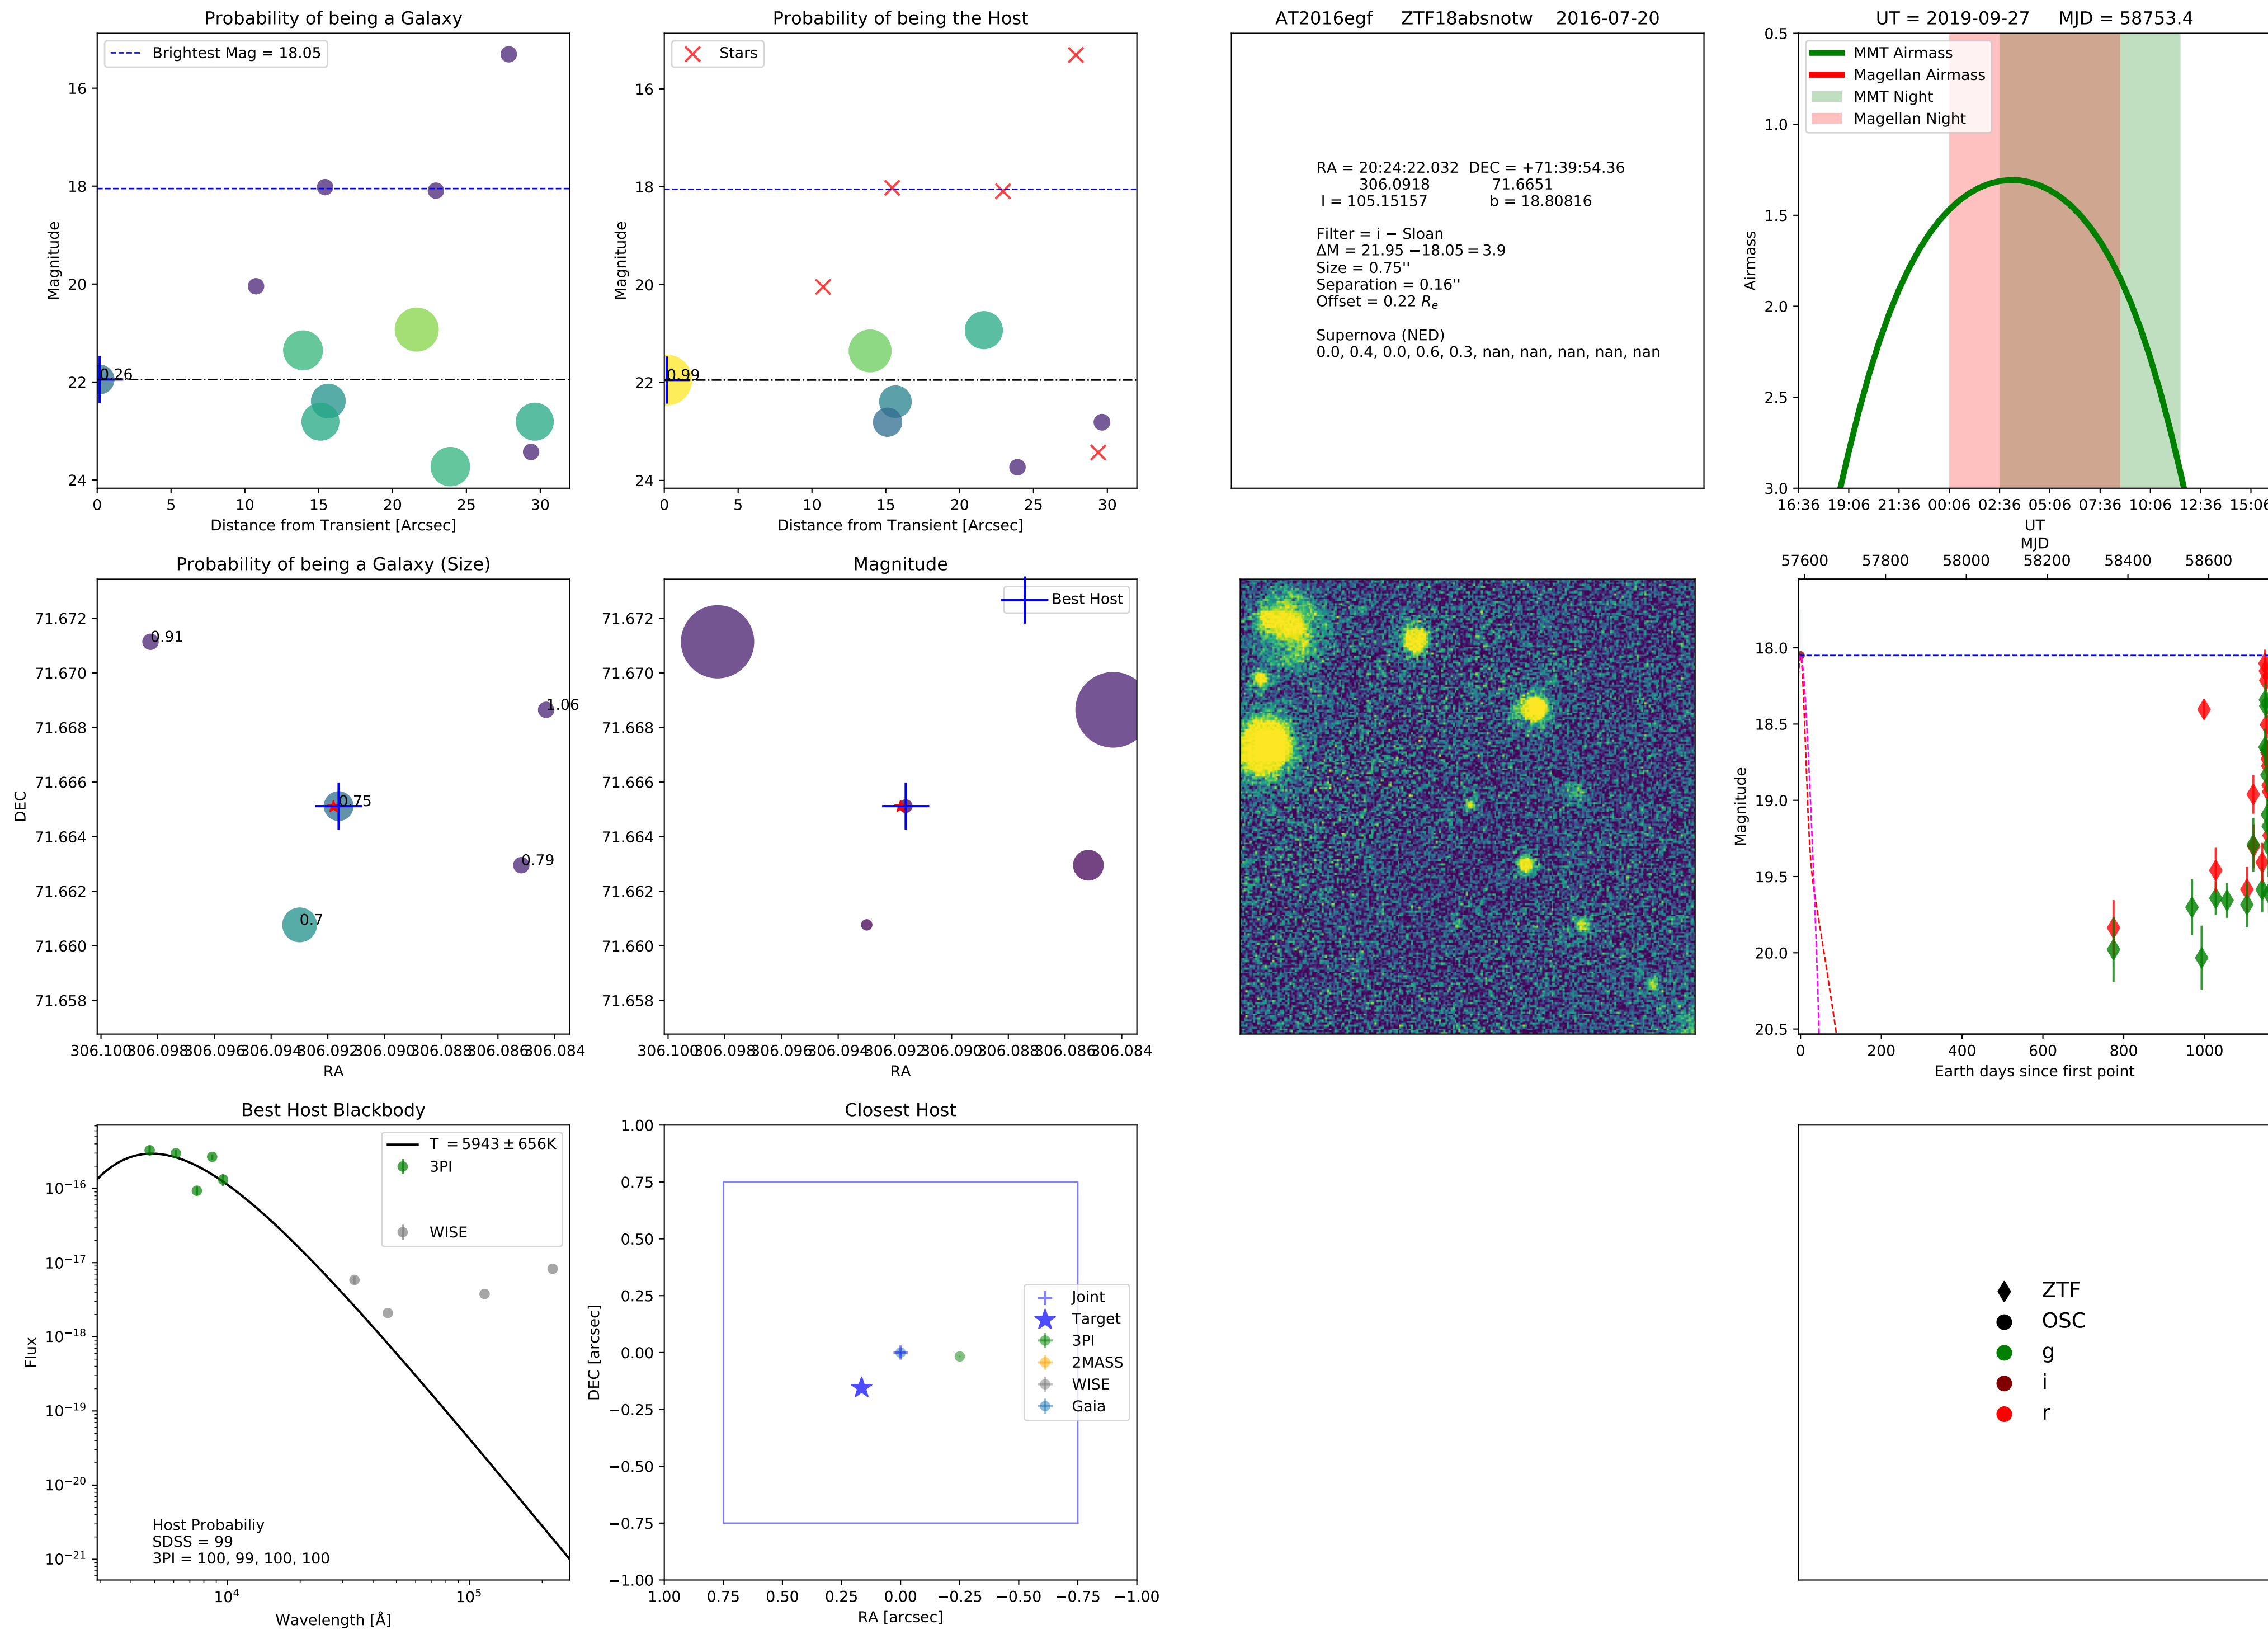 Probability of being a Galaxy
Brightest Mag = 18.05
0.26
16
18
20
22
24
Magnitude
0
5
10
15
20
25
30
Distance from Transient [Arcsec]
Probability of being the Host
Stars
0.99
16
18
20
22
24
Magnitude
0
5
10
15
20
25
30
Distance from Transient [Arcsec]
AT2016egf ZTF18absnotw 2016-07-20
RA = 20:24:22.032 DEC = +71:39:54.36
306.0918 71.6651
l = 105.15157 b = 18.80816
Filter = i − Sloan
ΔM = 21.95 −18.05 = 3.9
Size = 0.75''
Separation = 0.16''
Offset = 0.22 Re
Supernova (NED)
0.0, 0.4, 0.0, 0.6, 0.3, nan, nan, nan, nan, nan
UT = 2019-09-27 MJD = 58753.4
MMT Airmass
Magellan Airmass
MMT Night
Magellan Night
0.5
1.0
1.5
2.0
2.5
3.0
Airmass
16:36
19:06
21:36
00:06
02:36
05:06
07:36
10:06
12:36
15:06
UT
Probability of being a Galaxy (Size)
0.91
1.06
0.75
0.79
0.7
71.672
71.670
71.668
71.666
71.664
71.662
71.660
71.658
DEC
306.100
306.098
306.096
306.094
306.092
306.090
306.088
306.086
306.084
RA
Magnitude
Best Host
71.672
71.670
71.668
71.666
71.664
71.662
71.660
71.658
306.100
306.098
306.096
306.094
306.092
306.090
306.088
306.086
306.084
RA
MJD
57600
57800
58000
58200
58400
58600
18.0
18.5
19.0
19.5
20.0
20.5
Magnitude
0
200
400
600
800
1000
Earth days since first point
Best Host Blackbody
T = 5943 ± 656K
3PI
WISE
10−16
10−17
10−18
10−19
10−20
10−21
Flux
Host Probabiliy
SDSS = 99
3PI = 100, 99, 100, 100
104
105
Wavelength [Å]
Closest Host
Joint
Target
3PI
2MASS
WISE
Gaia
1.00
0.75
0.50
0.25
0.00
−0.25
−0.50
−0.75
−1.00
DEC [arcsec]
1.00
0.75
0.50
0.25
0.00
−0.25
−0.50
−0.75
−1.00
RA [arcsec]
ZTF
OSC
g
i
r